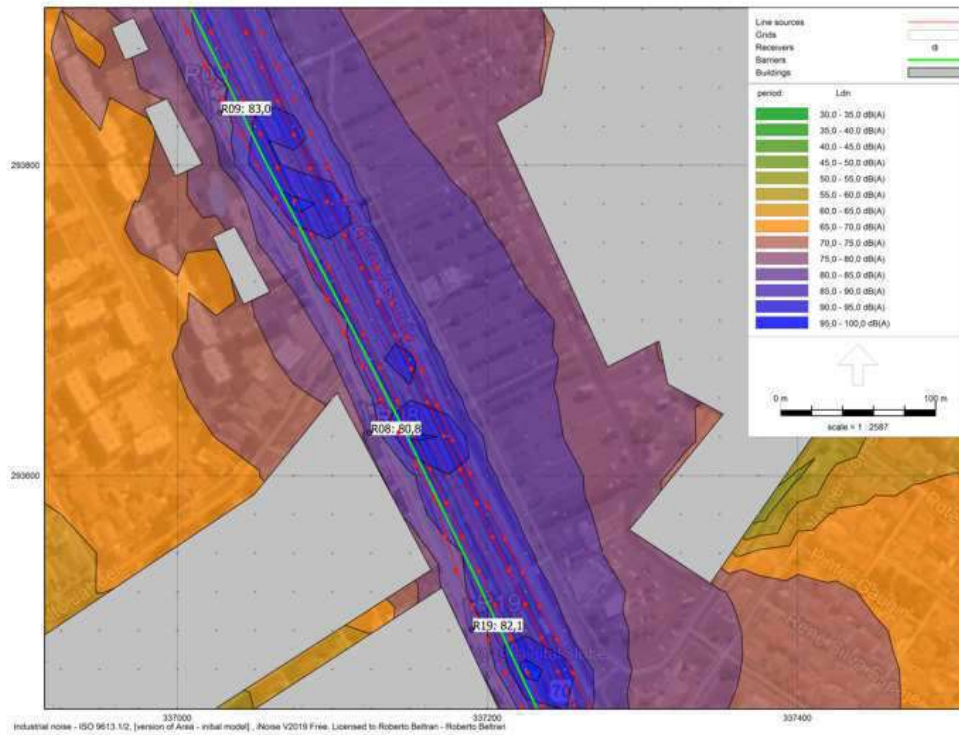 Line sources
Grids
Receivers
Barriers
Buildings
period: Ldn
30,0 - 35,0 dB(A)
35,0 - 40,0 dB(A)
40,0 - 45,0 dB(A)
45,0 - 50,0 dB(A)
50,0 - 55,0 dB(A)
55,0 - 60,0 dB(A)
60,0 - 65,0 dB(A)
65,0 - 70,0 dB(A)
70,0 - 75,0 dB(A)
75,0 - 80,0 dB(A)
80,0 - 85,0 dB(A)
85,0 - 90,0 dB(A)
90,0 - 95,0 dB(A)
95,0 - 100,0 dB(A)
0 m 100 m
scale = 1 : 2587
R09: 83,0
293800
R08
R08: 80,8
293600
R19
R19: 82,1
70
337000 337200 337400
Industrial noise - ISO 9613.1/2, [version of Area - initial model] , iNoise V2019 Free. Licensed to Roberto Beltran - Roberto Beltran